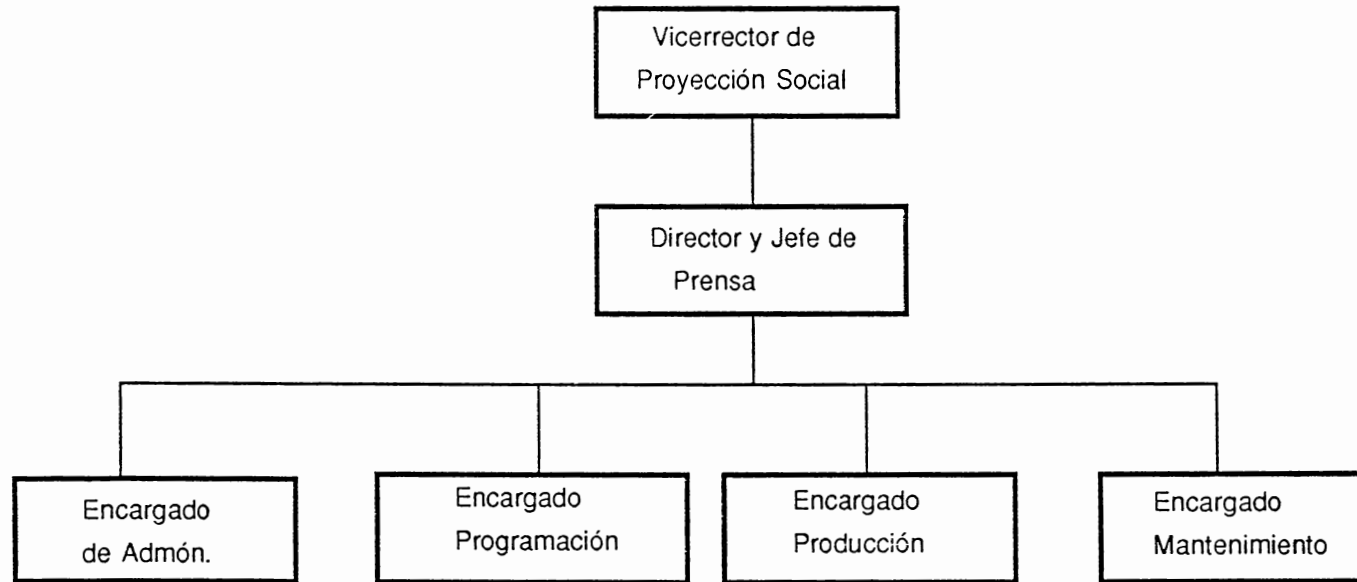 Vicerrector de
Proyección Social
Director y Jefe de
Prensa
Encargado
de Admón.
Encargado
Programación
Encargado
Producción
Encargado
Mantenimiento